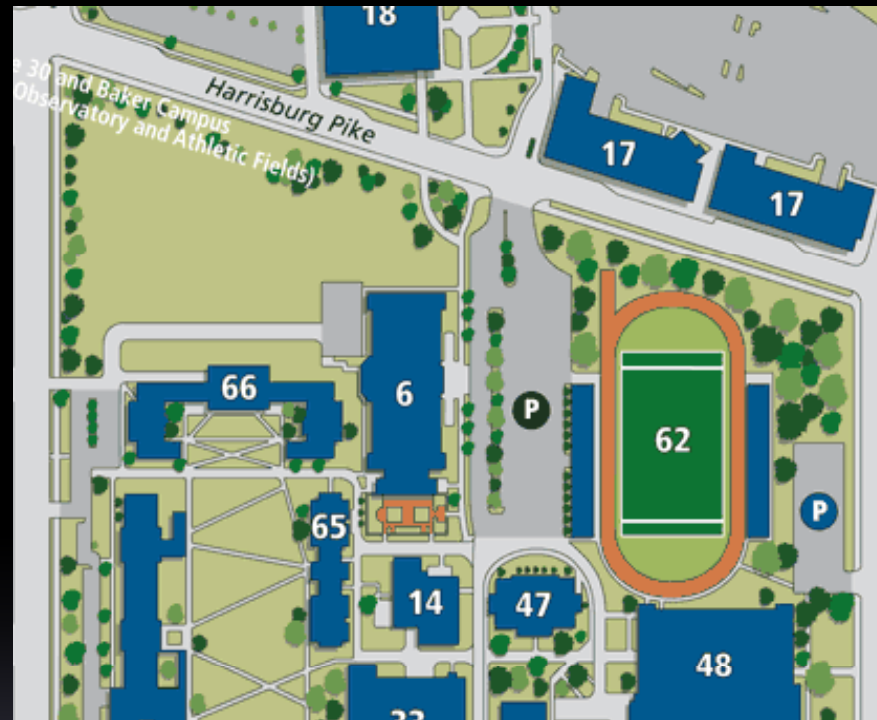 18
e 30 and Baker Campus
Observatory and Athletic Fields)
Harrisburg Pike
17
17
66
6
P
62
65
P
14
47
48